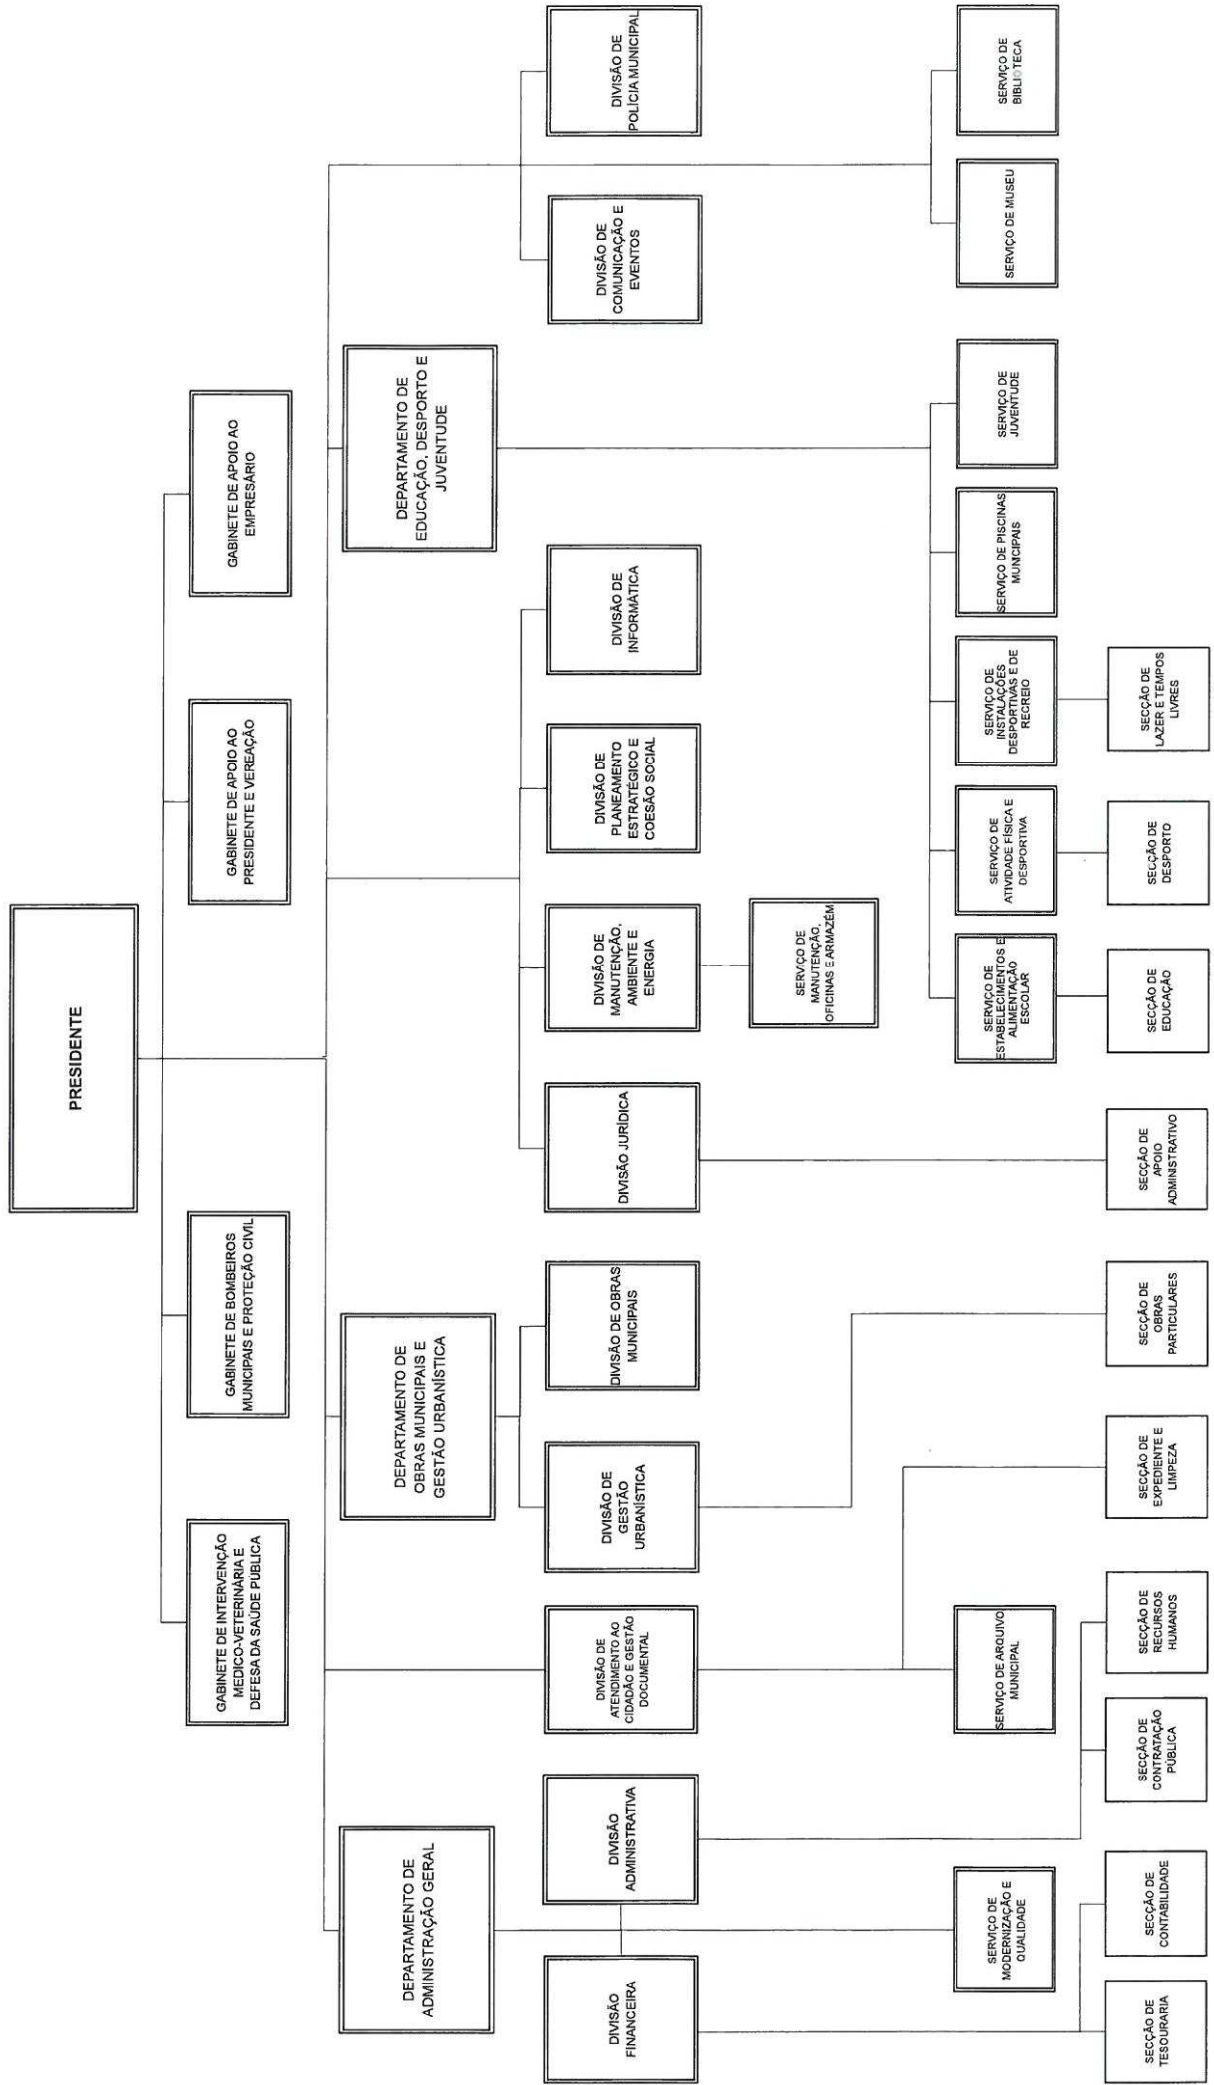 PRESIDENTE
GABINETE DE INTERVENÇÃO
MEDICO-VETERINÁRIA E
DEFESA DA SAÚDE PÚBLICA
GABINETE DE BOMBEIROS
MUNICIPAIS E PROTEÇÃO CIVIL
GABINETE DE APOIO AO
PRESIDENTE E VEREAÇÃO
GABINETE DE APOIO AO
EMPRESÁRIO
DEPARTAMENTO DE
ADMINISTRAÇÃO GERAL
DEPARTAMENTO DE
OBRAS MUNICIPAIS E
GESTÃO URBANÍSTICA
DEPARTAMENTO DE
EDUCAÇÃO, DESPORTO E
JUVENTUDE
DIVISÃO
FINANCEIRA
DIVISÃO
ADMINISTRATIVA
DIVISÃO DE
ATENDIMENTO AO
CIDADÃO E GESTÃO
DOCUMENTAL
DIVISÃO DE
GESTÃO
URBANÍSTICA
DIVISÃO DE OBRAS
MUNICIPAIS
DIVISÃO JURÍDICA
DIVISÃO DE
MANUTENÇÃO,
AMBIENTE E
ENERGIA
DIVISÃO DE
PLANEAMENTO
ESTRATÉGICO E
COESÃO SOCIAL
DIVISÃO DE
INFORMÁTICA
DIVISÃO DE
COMUNICAÇÃO E
EVENTOS
DIVISÃO DE
POLÍCIA MUNICIPAL
SERVIÇO DE
MANUTENÇÃO,
OFICINAS E ARMAZÉM
SERVIÇO DE
MODERNIZAÇÃO E
QUALIDADE
SERVIÇO DE ARQUIVO
MUNICIPAL
SERVIÇO DE
ESTABELECIMENTOS E
ALIMENTAÇÃO
ESCOLAR
SERVIÇO DE
ATIVIDADE FÍSICA E
DESPORTIVA
SERVIÇO DE
INSTALAÇÕES
DESPORTIVAS E DE
RECREIO
SERVIÇO DE PISCINAS
MUNICIPAIS
SERVIÇO DE
JUVENTUDE
SERVIÇO DE MUSEU
SERVIÇO DE
BIBLIOTECA
SECÇÃO DE
TESOURARIA
SECÇÃO DE
CONTABILIDADE
SECÇÃO DE
CONTRATAÇÃO
PÚBLICA
SECÇÃO DE
RECURSOS
HUMANOS
SECÇÃO DE
EXPEDIENTE E
LIMPEZA
SECÇÃO DE
OBRAS
PARTICULARES
SECÇÃO DE
APOIO
ADMINISTRATIVO
SECÇÃO DE
EDUCAÇÃO
SECÇÃO DE
DESPORTO
SECÇÃO DE
LAZER E TEMPOS
LIVRES